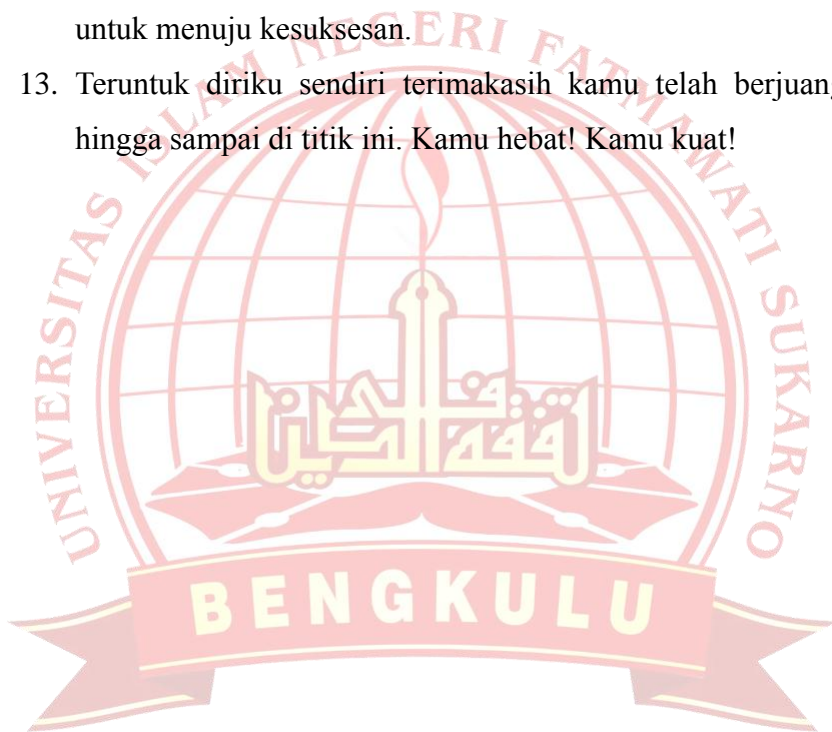 untuk menuju kesuksesan.
13. Teruntuk diriku sendiri terimakasih kamu telah berjuang
hingga sampai di titik ini. Kamu hebat! Kamu kuat!
UNIVERSITAS ISLAM NEGERI FATMAWATI SUKARNO
BENGKULU